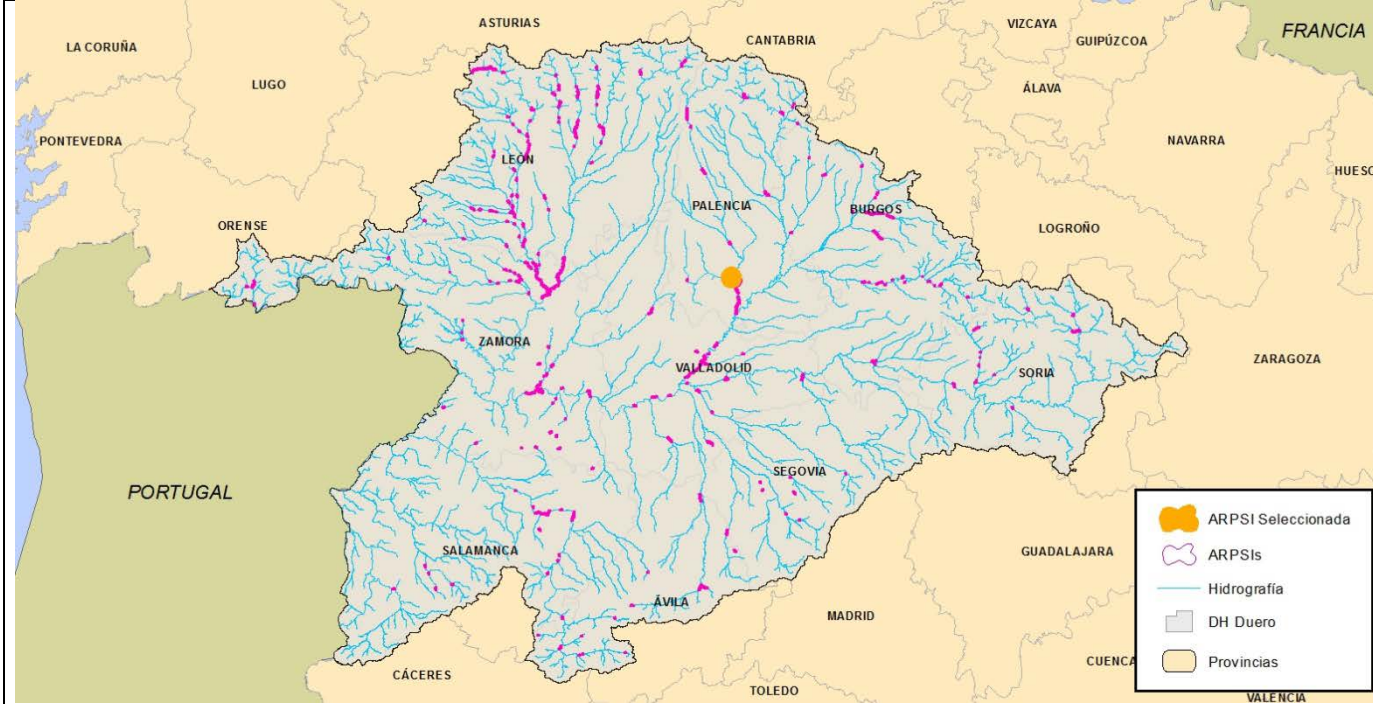 ASTURIAS
VIZCAYA
GUIPÚZCOA
FRANCIA
LA CORUÑA
CANTABRIA
LUGO
ÁLAVA
PONTEVEDRA
NAVARRA
LEÓN
HUESC
PALENCIA
BURGOS
ORENSE
LOGROÑO
ZAMORA
VALLADOLID
SORIA
ZARAGOZA
SEGOVIA
PORTUGAL
SALAMANCA
GUADALAJARA
ÁVILA
MADRID
CÁCERES
CUENCA
TOLEDO
VALENCIA
ARPSI Seleccionada
ARPSIs
Hidrografía
DH Duero
Provincias